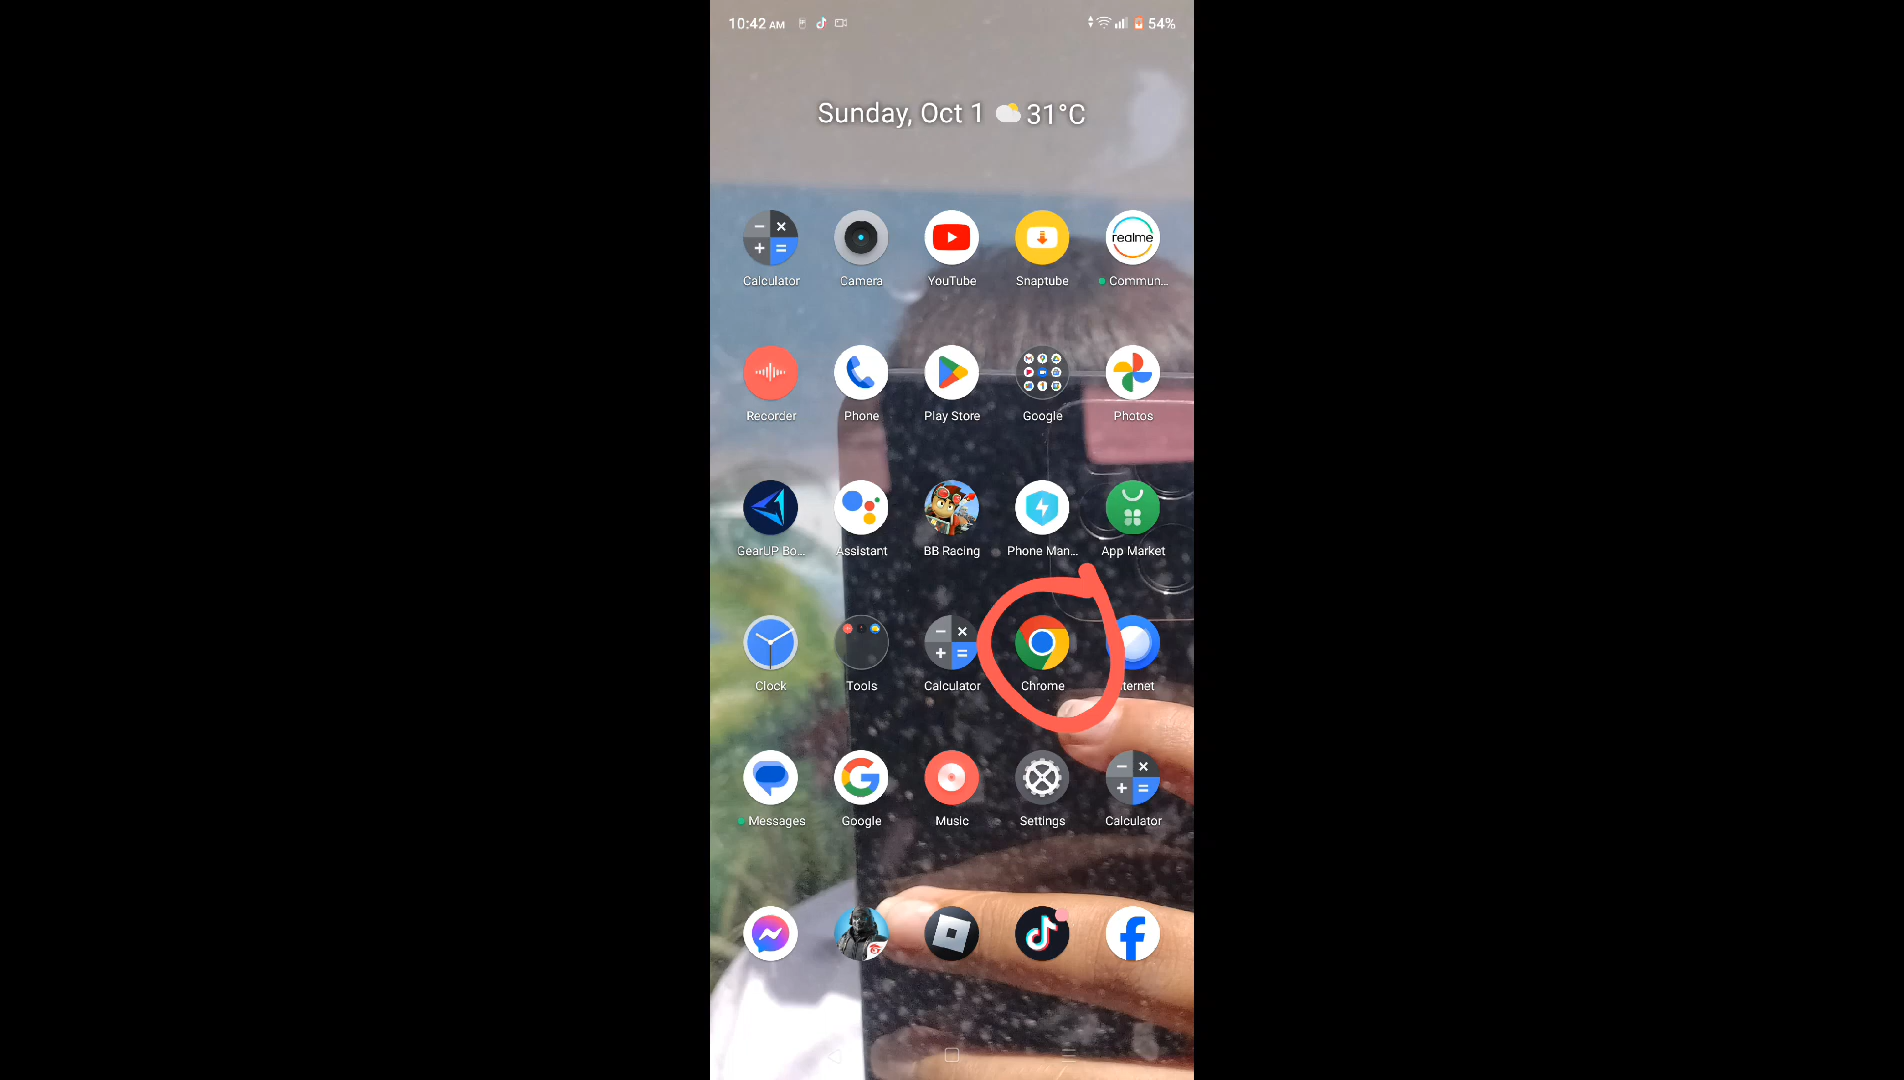 10:42 AM 54%
Sunday, Oct 1 31°C
realme
Calculator Camera YouTube Snaptube Commun...
Recorder Phone Play Store Google Photos
GearUP Bo... Assistant BB Racing Phone Man... App Market
Clock Tools Calculator Chrome ternet
Messages Google Music Settings Calculator